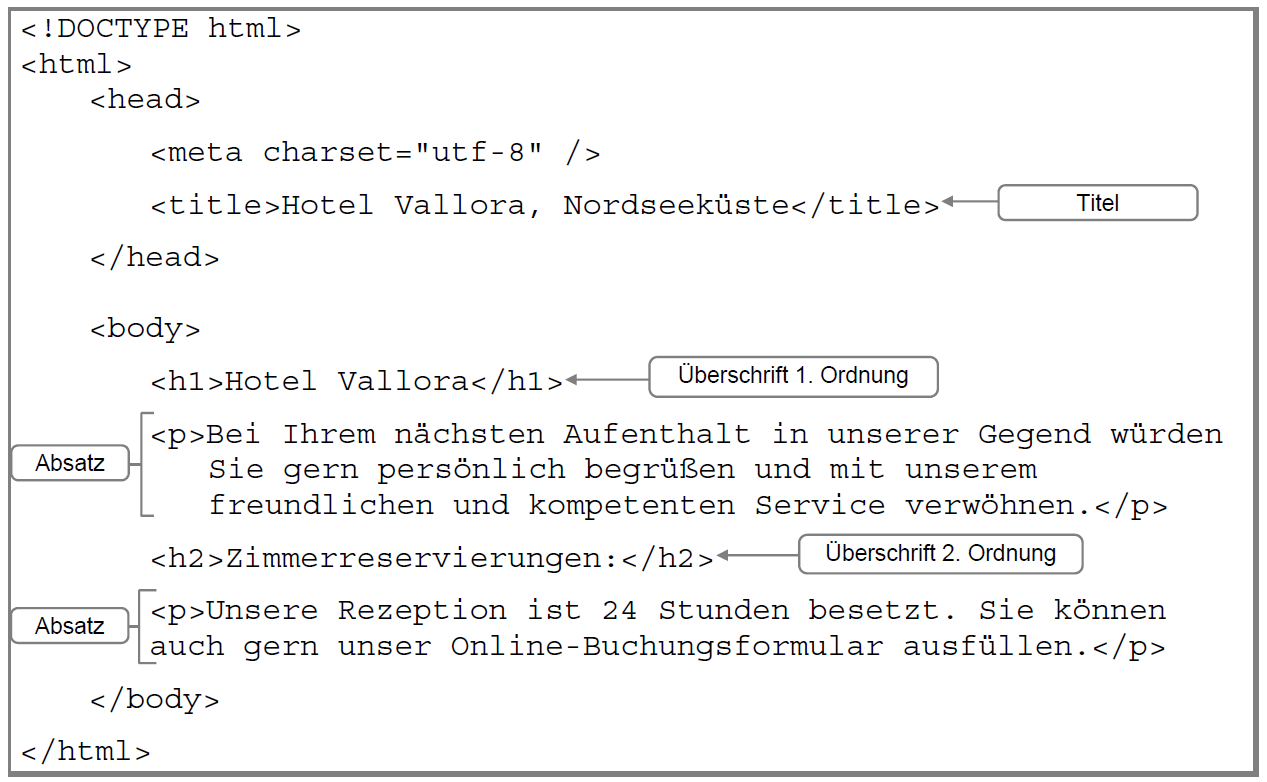 <!DOCTYPE html>
<html>
<head>
<meta charset="utf-8" />
<title>Hotel Vallora, Nordseeküste</title>
Titel
</head>
<body>
<h1>Hotel Vallora</h1>
Überschrift 1. Ordnung
Absatz
<p>Bei Ihrem nächsten Aufenthalt in unserer Gegend würden
Sie gern persönlich begrüßen und mit unserem
freundlichen und kompetenten Service verwöhnen.</p>
<h2>Zimmerreservierungen:</h2>
Überschrift 2. Ordnung
Absatz
<p>Unsere Rezeption ist 24 Stunden besetzt. Sie können
auch gern unser Online-Buchungsformular ausfüllen.</p>
</body>
</html>